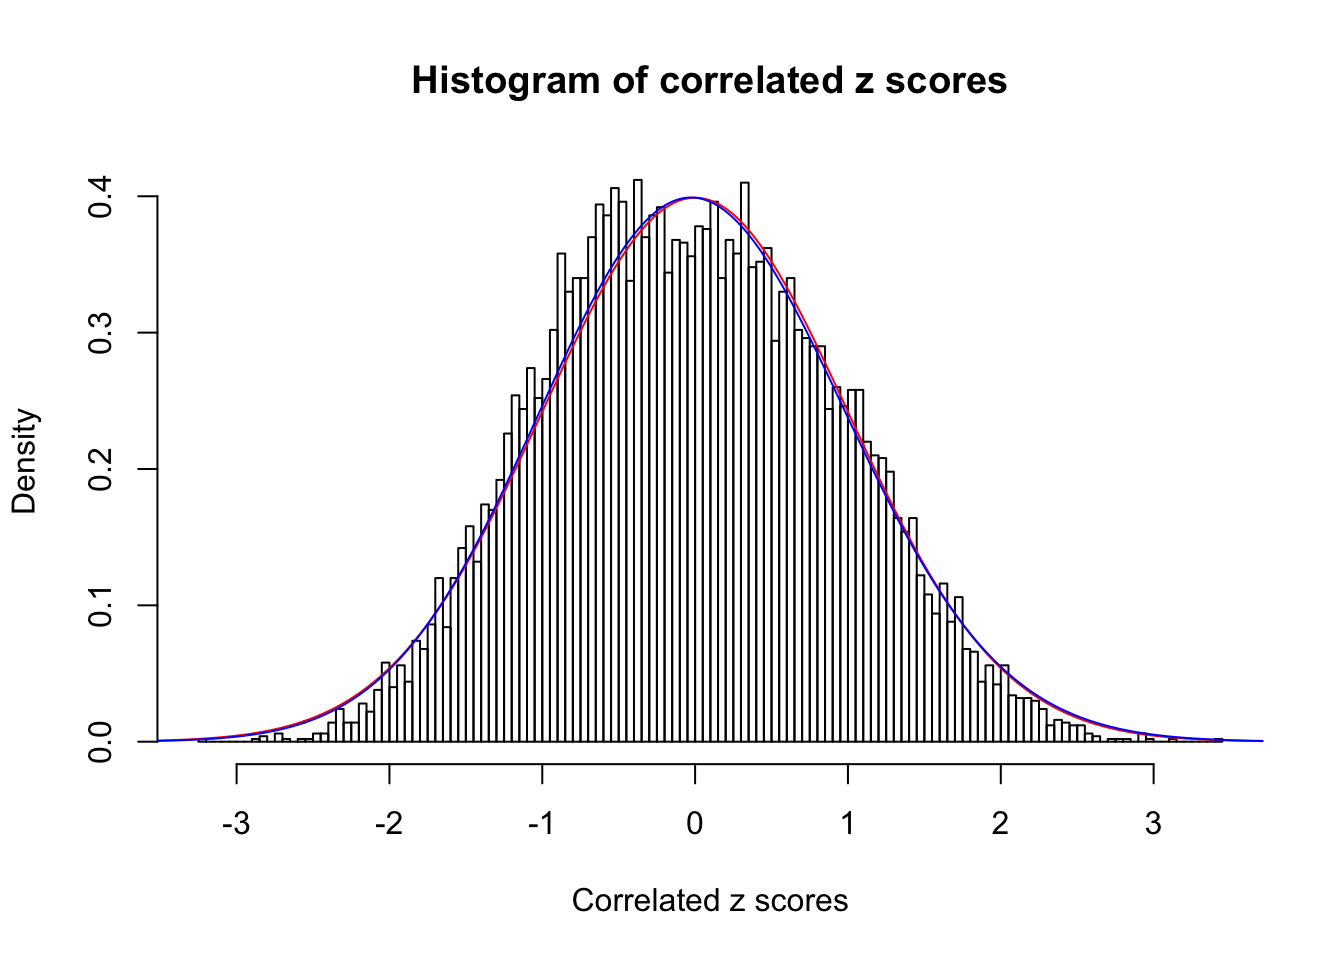 Histogram of correlated z scores
Density
0.4
0.3
0.2
0.1
0.0
-3 -2 -1 0 1 2 3
Correlated z scores